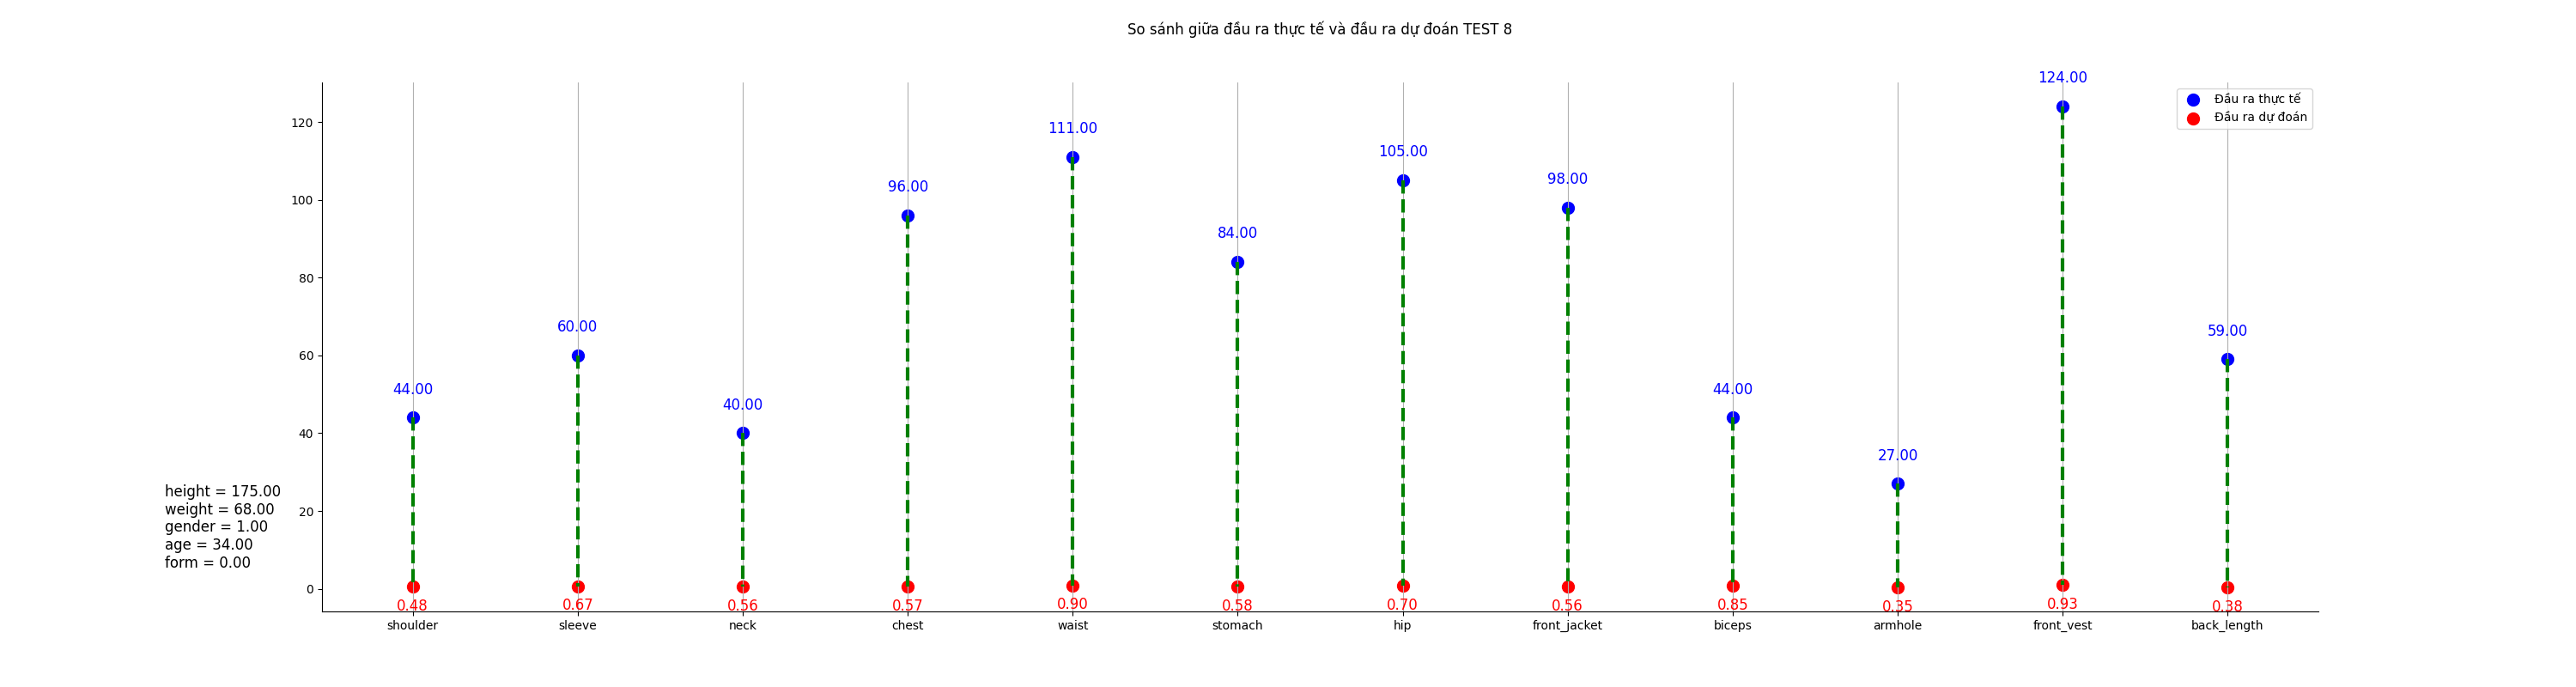 So sánh giữa đầu ra thực tế và đầu ra dự đoán TEST 8
124.00
Đầu ra thực tế
Đầu ra dự đoán
120
111.00
105.00
98.00
96.00
100
84.00
80
60.00
59.00
60
44.00
40.00
44.00
40
27.00
height = 175.00
weight = 68.00
gender = 1.00
age = 34.00
form = 0.00
20
0
0.48 0.67 0.56 0.57 0.90 0.58 0.70 0.56 0.85 0.35 0.93 0.38
shoulder sleeve neck chest waist stomach hip front_jacket biceps armhole front_vest back_length